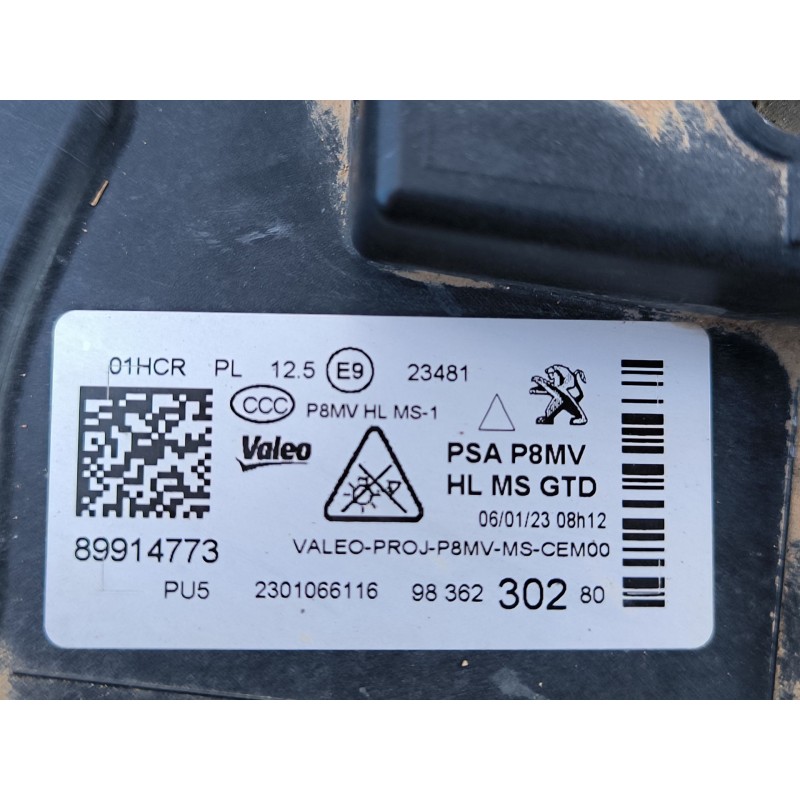 01HCR PL 12.5 E9 23481
CCC P8MV HL MS-1
Valeo PSA P8MV
HL MS GTD
06/01/23 08h12
89914773 VALEO-PROJ-P8MV-MS-CEM00
PU5 2301066116 98 362 302 80